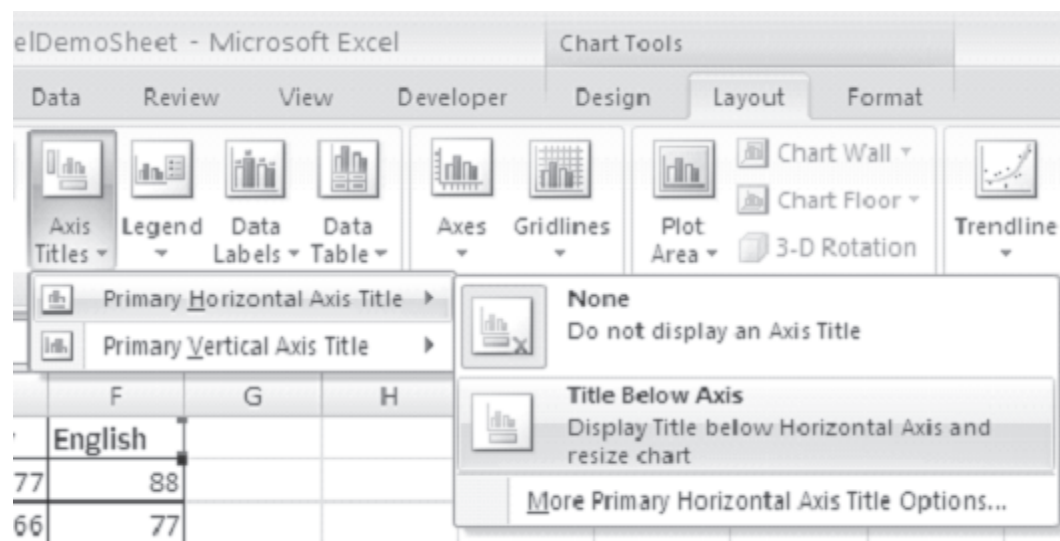 elDemoSheet - Microsoft Excel
Chart Tools
Data Review View Developer Design Layout Format
Axis Titles
Legend
Data Labels
Data Table
Axes
Gridlines
Plot Area
Chart Wall
Chart Floor
3-D Rotation
Trendline
Primary Horizontal Axis Title
Primary Vertical Axis Title
None
Do not display an Axis Title
Title Below Axis
Display Title below Horizontal Axis and
resize chart
More Primary Horizontal Axis Title Options...
F G H
English
77 88
66 77